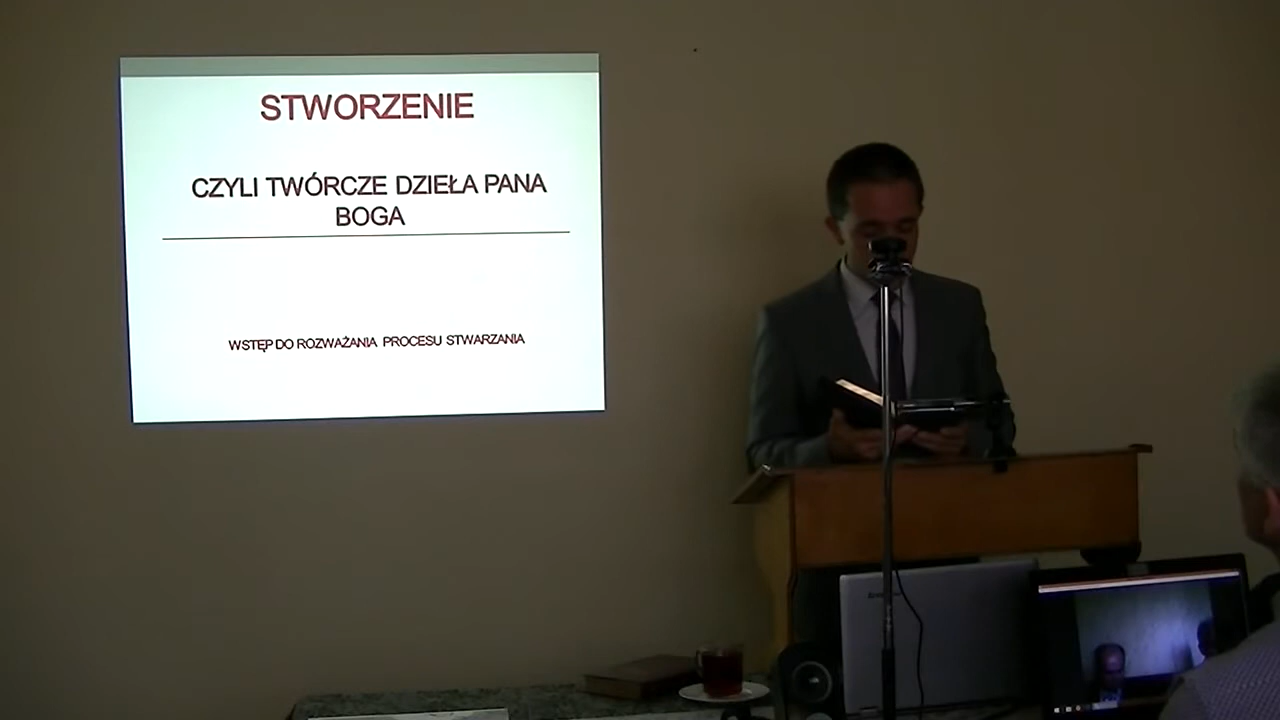 STWORZENIE
CZYLI TWÓRCZE DZIEŁA PANA
BOGA
WSTĘP DO ROZWAŻANIA PROCESU STWARZANIA